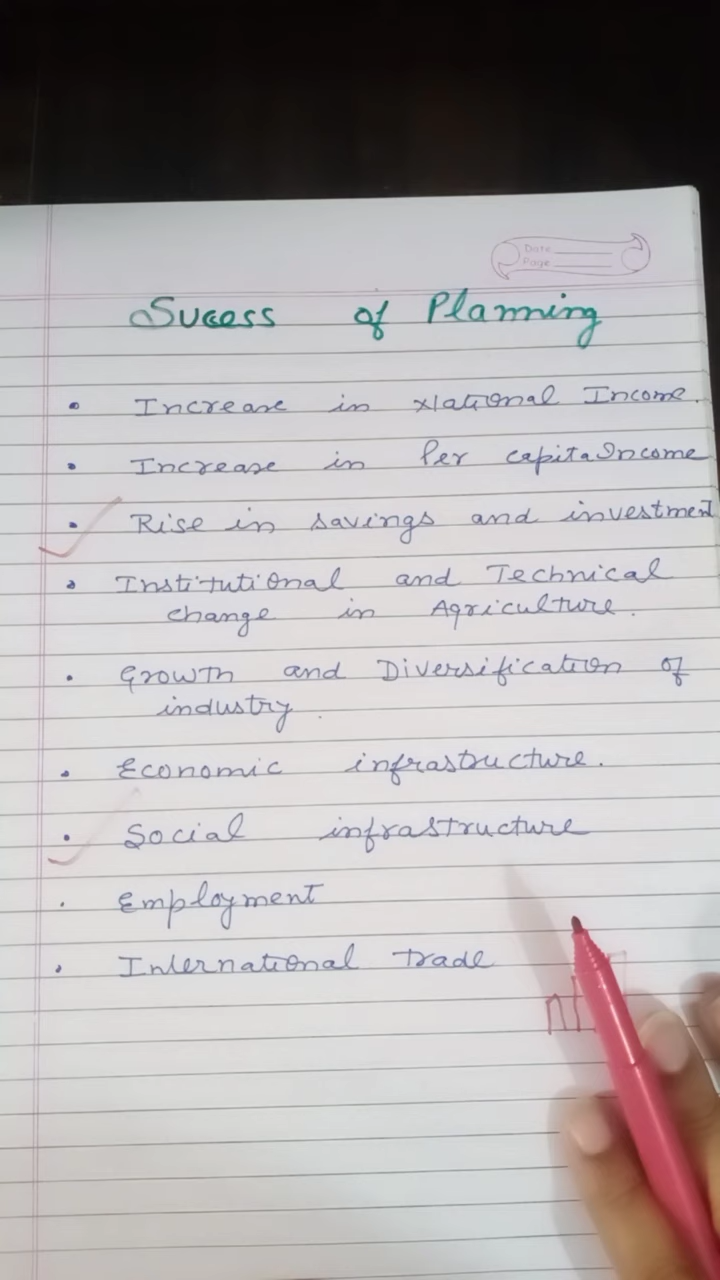 Date
Page
Sucess of Planning
• Increase in National Income.
• Increase in Per capita Income
• Rise in savings and investment
• Institutional and Technical
change in Agriculture.
• Growth and Diversification of
industry.
• Economic infrastructure.
• Social infrastructure
• Employment
• International trade